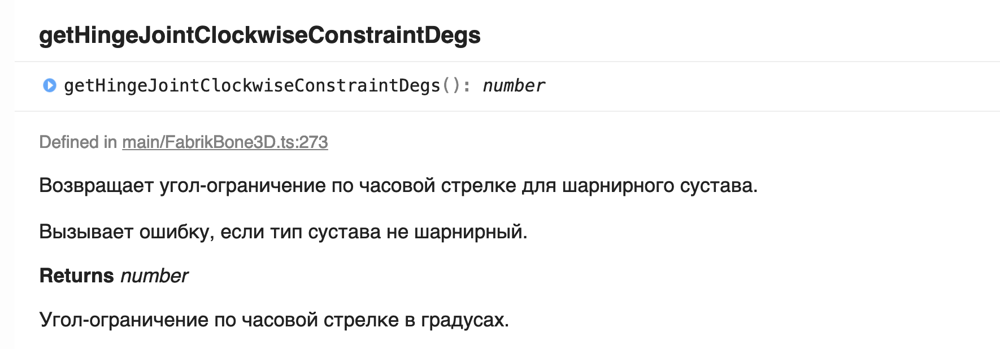 getHingeJointClockwiseConstraintDegs
getHingeJointClockwiseConstraintDegs(): number
Defined in main/FabrikBone3D.ts:273
Возвращает угол-ограничение по часовой стрелке для шарнирного сустава.
Вызывает ошибку, если тип сустава не шарнирный.
Returns number
Угол-ограничение по часовой стрелке в градусах.